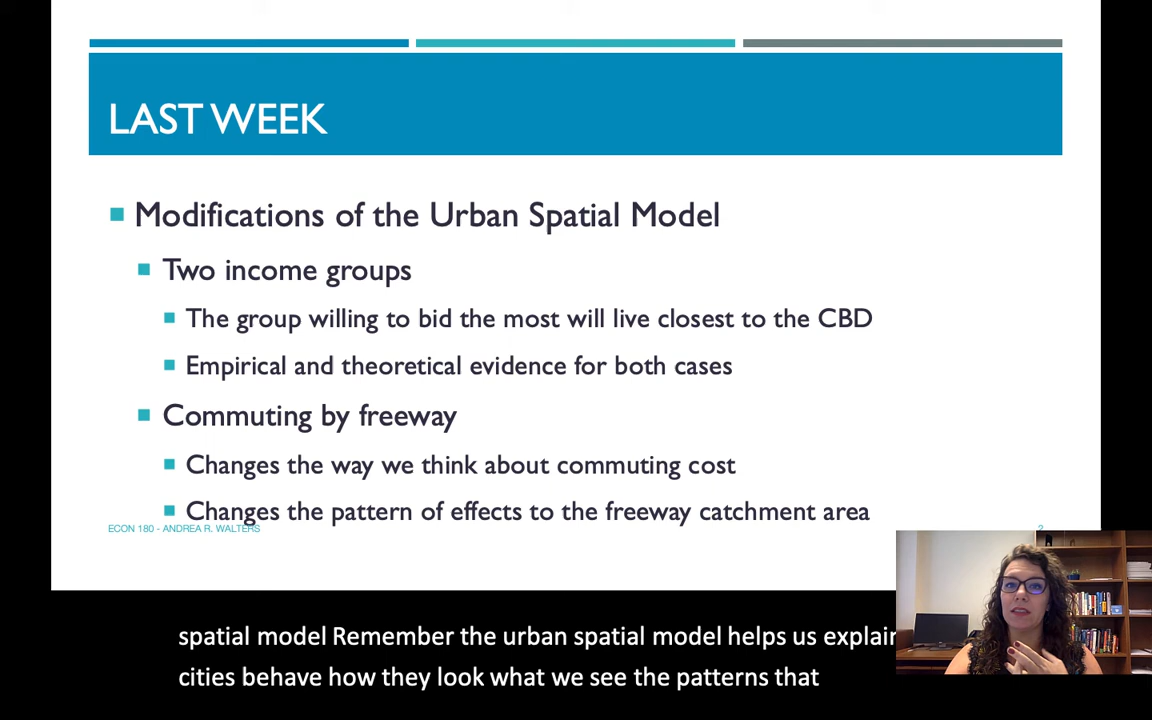 LAST WEEK
Modifications of the Urban Spatial Model
Two income groups
The group willing to bid the most will live closest to the CBD
Empirical and theoretical evidence for both cases
Commuting by freeway
Changes the way we think about commuting cost
Changes the pattern of effects to the freeway catchment area
ECON 180 - ANDREA R. WALTERS
2
spatial model Remember the urban spatial model helps us explain
cities behave how they look what we see the patterns that